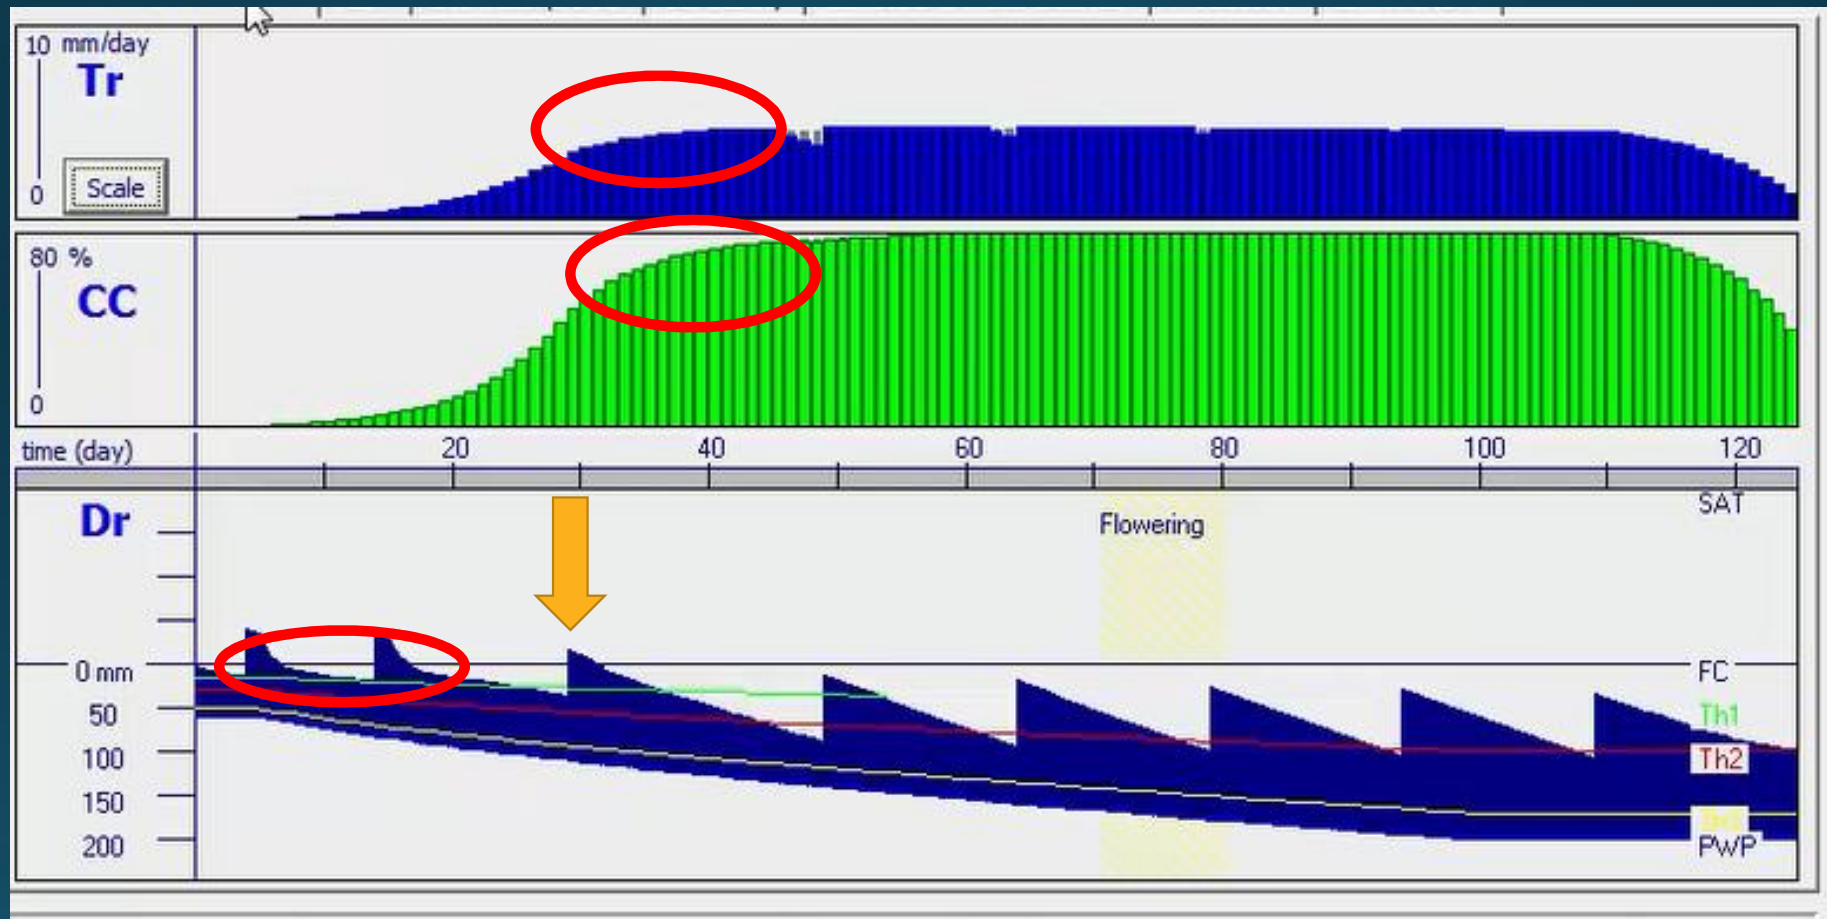 10 mm/day
Tr
Scale
0
80 %
CC
0
time (day) 20 40 60 80 100 120
Dr
SAT
Flowering
0 mm
FC
50
Th1
100
Th2
150
200
PWP